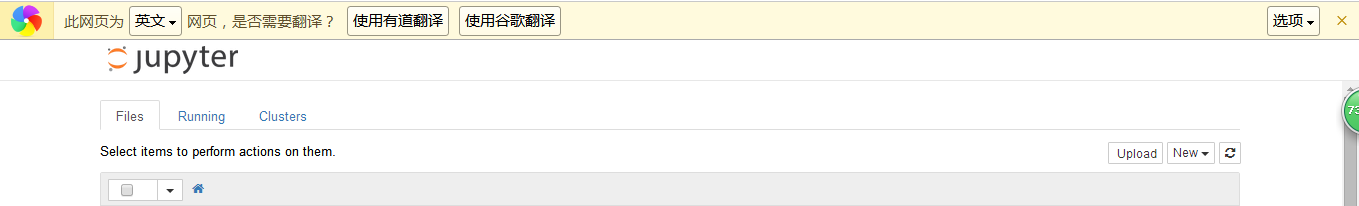 此网页为 英文 网页，是否需要翻译？ 使用有道翻译 使用谷歌翻译 选项
jupyter
Files Running Clusters
Select items to perform actions on them. Upload New
73